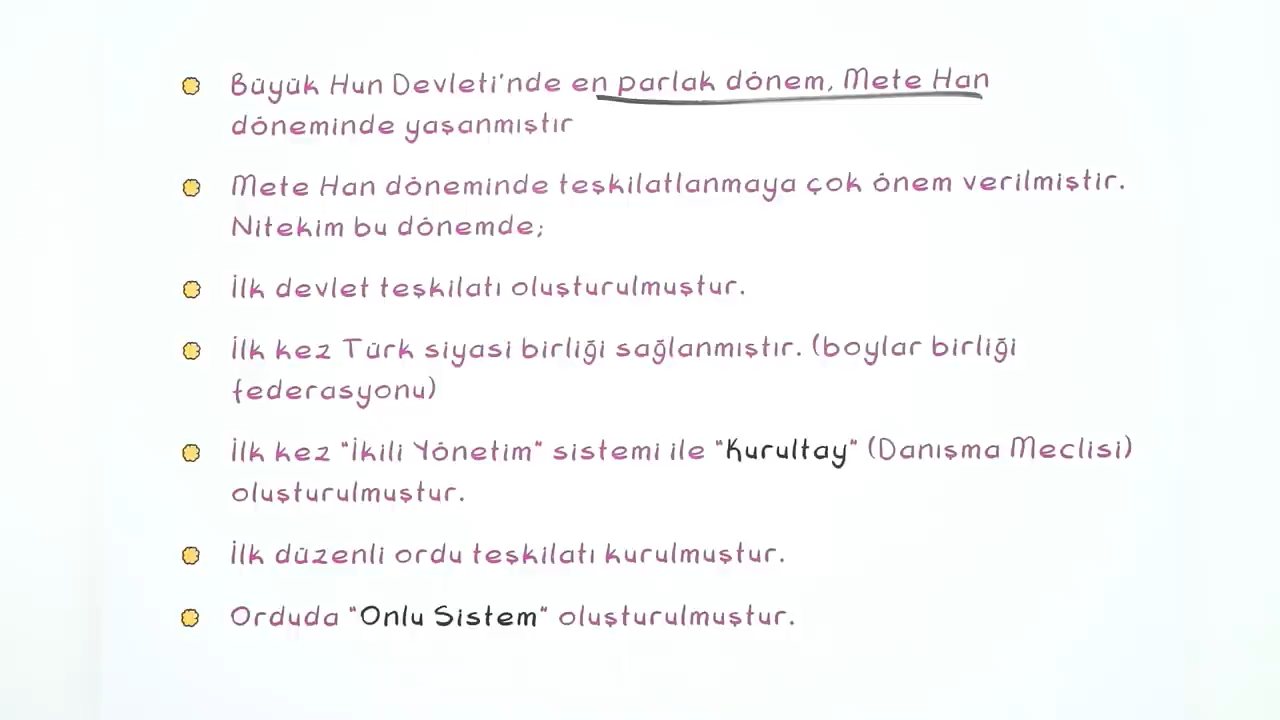 Büyük Hun Devleti'nde en parlak dönem, Mete Han
döneminde yaşanmıştır
Mete Han döneminde teşkilatlanmaya çok önem verilmiştir.
Nitekim bu dönemde;
İlk devlet teşkilatı oluşturulmuştur.
İlk kez Türk siyasi birliği sağlanmıştır. (boylar birliği
federasyonu)
İlk kez "İkili Yönetim" sistemi ile "Kurultay" (Danışma Meclisi)
oluşturulmuştur.
İlk düzenli ordu teşkilatı kurulmuştur.
Orduda "Onlu Sistem" oluşturulmuştur.